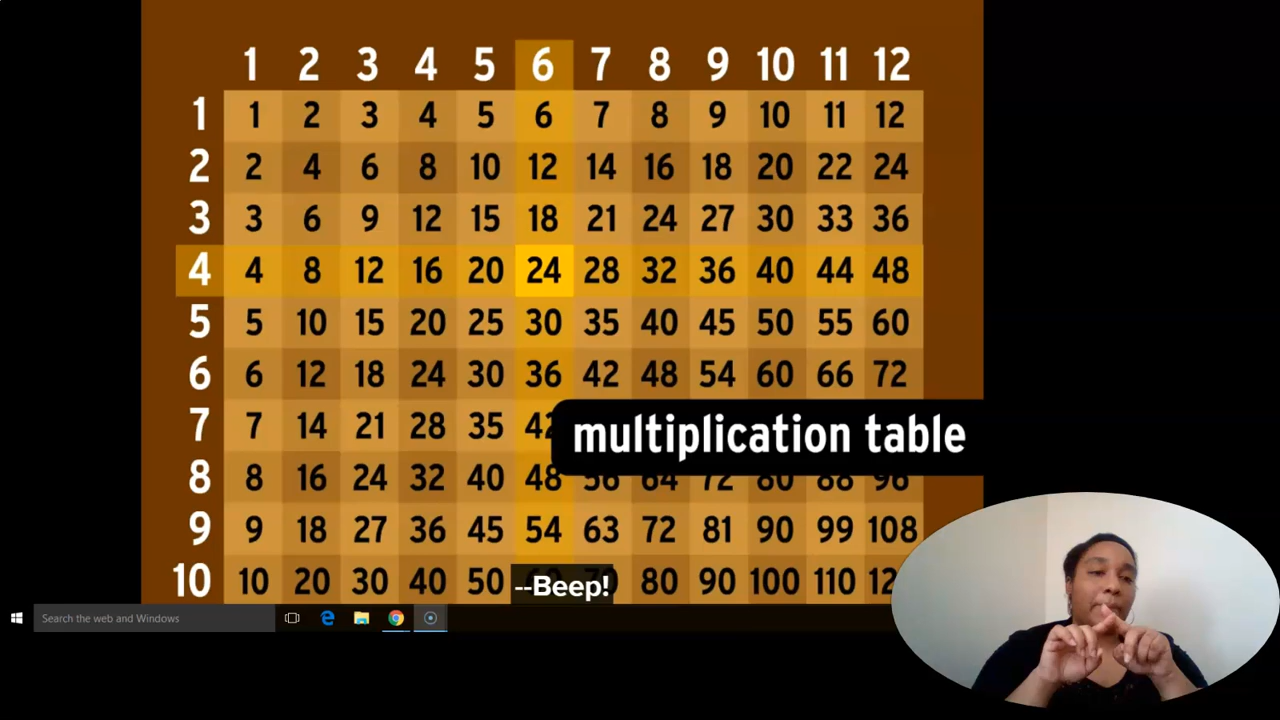 1 2 3 4 5 6 7 8 9 10 11 12
1 1 2 3 4 5 6 7 8 9 10 11 12
2 2 4 6 8 10 12 14 16 18 20 22 24
3 3 6 9 12 15 18 21 24 27 30 33 36
4 4 8 12 16 20 24 28 32 36 40 44 48
5 5 10 15 20 25 30 35 40 45 50 55 60
6 6 12 18 24 30 36 42 48 54 60 66 72
7 7 14 21 28 35 42
multiplication table
8 8 16 24 32 40 48 56 64 72 80 88 96
9 9 18 27 36 45 54 63 72 81 90 99 108
10 10 20 30 40 50 80 90 100 110
--Beep!
Search the web and Windows